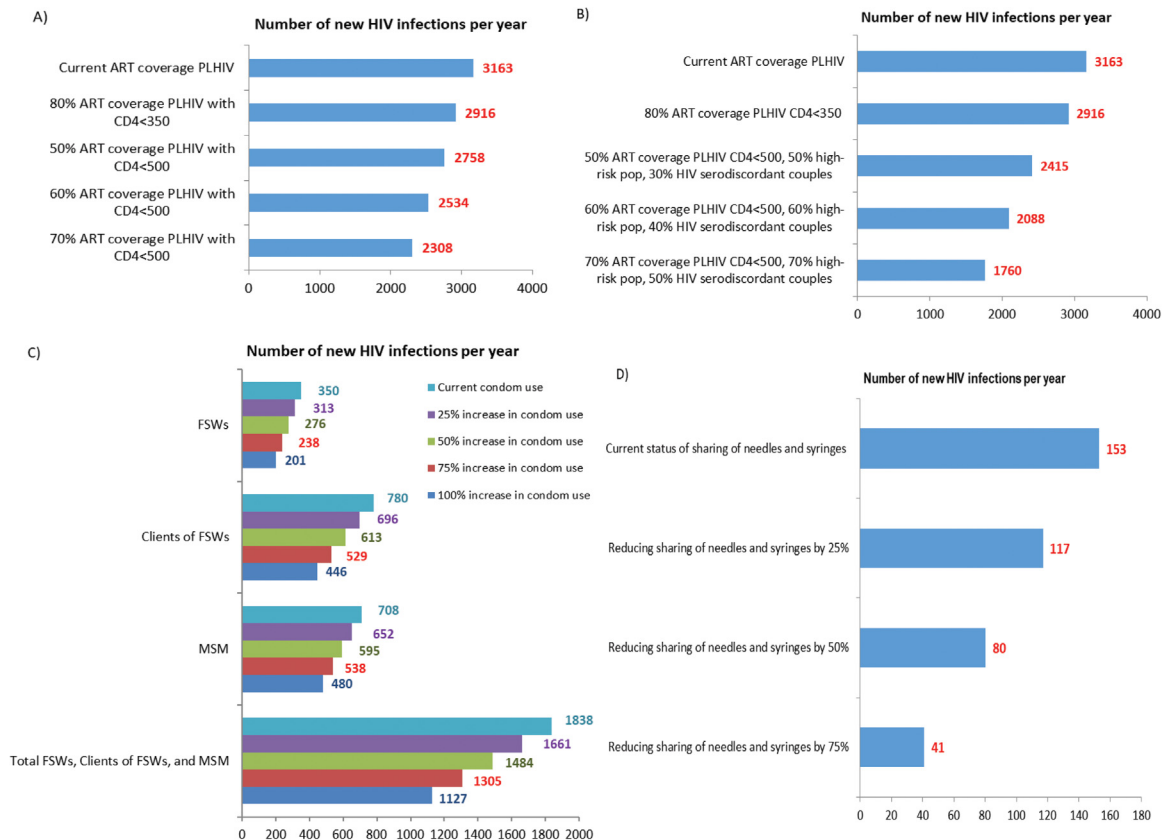 A)
Number of new HIV infections per year
0 1000 2000 3000 4000
Current ART coverage PLHIV
3163
80% ART coverage PLHIV with
CD4<350
2916
50% ART coverage PLHIV with
CD4<500
2758
60% ART coverage PLHIV with
CD4<500
2534
70% ART coverage PLHIV with
CD4<500
2308
0 1000 2000 3000 4000
B)
Number of new HIV infections per year
Current ART coverage PLHIV
3163
80% ART coverage PLHIV CD4<350
2916
50% ART coverage PLHIV CD4<500, 50% high-
risk pop, 30% HIV serodiscordant couples
2415
60% ART coverage PLHIV CD4<500, 60% high-
risk pop, 40% HIV serodiscordant couples
2088
70% ART coverage PLHIV CD4<500, 70% high-
risk pop, 50% HIV serodiscordant couples
1760
0 1000 2000 3000 4000
C)
Number of new HIV infections per year
Current condom use
25% increase in condom use
50% increase in condom use
75% increase in condom use
100% increase in condom use
FSWs
350
313
276
238
201
Clients of FSWs
780
696
613
529
446
MSM
708
652
595
538
480
Total FSWs, Clients of FSWs, and MSM
1838
1661
1484
1305
1127
0 200 400 600 800 1000 1200 1400 1600 1800 2000
D)
Number of new HIV infections per year
Current status of sharing of needles and syringes
153
Reducing sharing of needles and syringes by 25%
117
Reducing sharing of needles and syringes by 50%
80
Reducing sharing of needles and syringes by 75%
41
0 20 40 60 80 100 120 140 160 180